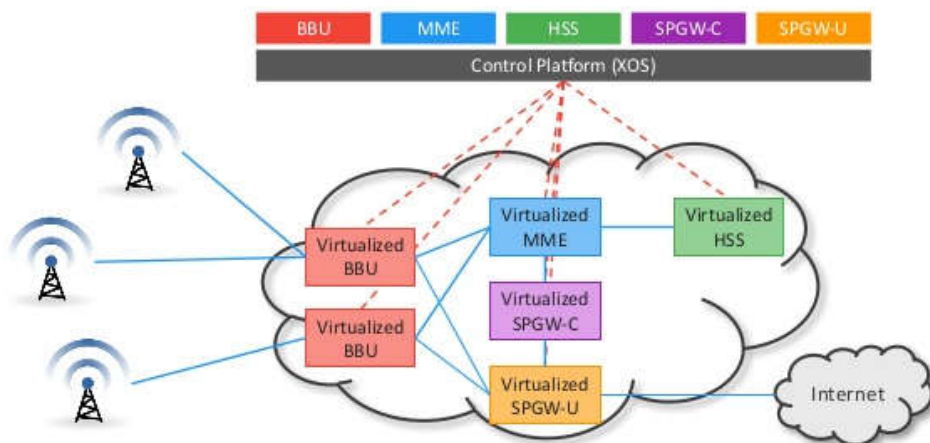 BBU MME HSS SPGW-C SPGW-U
Control Platform (XOS)
Virtualized
MME
Virtualized
HSS
Virtualized
BBU
Virtualized
SPGW-C
Virtualized
BBU
Virtualized
SPGW-U
Internet